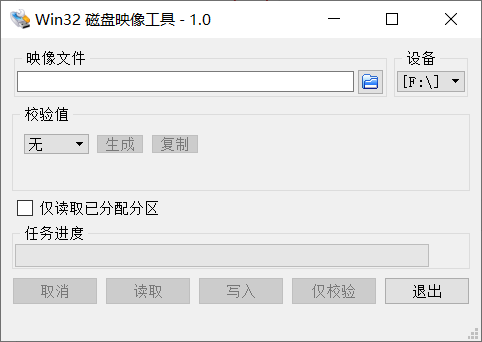 Win32 磁盘映像工具 - 1.0
映像文件
设备
[F:\]
校验值
无
生成
复制
仅读取已分配分区
任务进度
取消
读取
写入
仅校验
退出